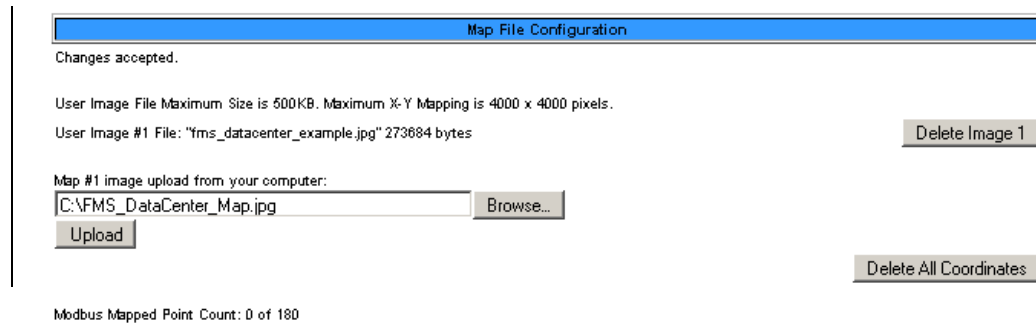 Map File Configuration
Changes accepted.
User Image File Maximum Size is 500KB. Maximum X-Y Mapping is 4000 x 4000 pixels.
User Image #1 File: "fms_datacenter_example.jpg" 273684 bytes
Delete Image 1
Map #1 image upload from your computer:
C:\FMS_DataCenter_Map.jpg
Browse...
Upload
Delete All Coordinates
Modbus Mapped Point Count: 0 of 180